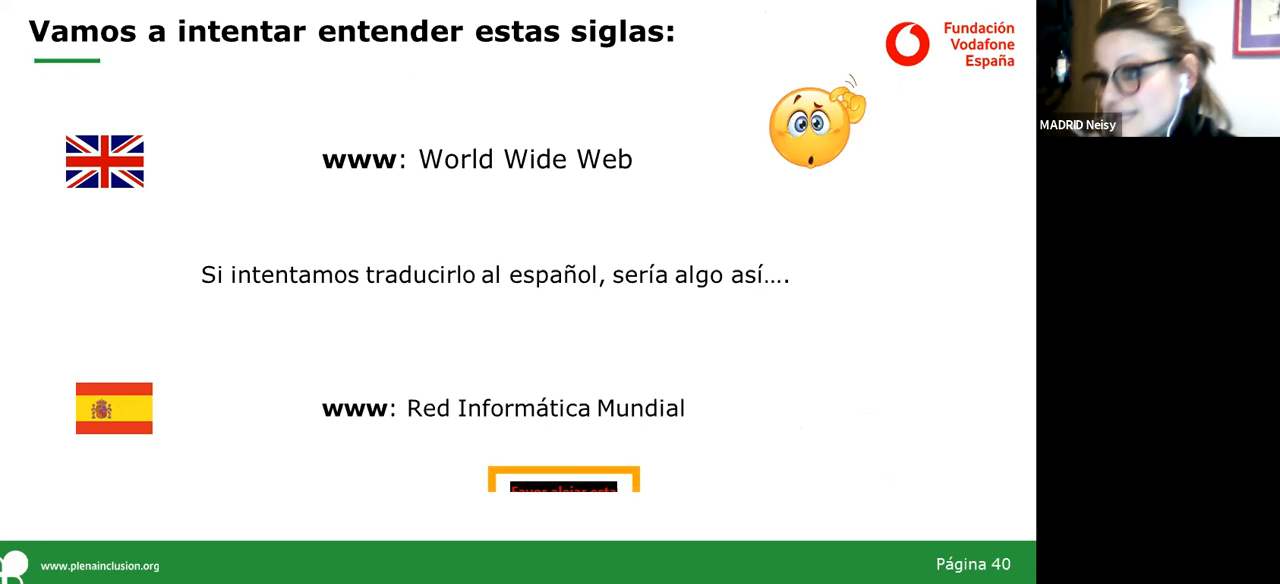 Vamos a intentar entender estas siglas:
Fundación
Vodafone
España
MADRID Neisy
www: World Wide Web
Si intentamos traducirlo al español, sería algo así....
www: Red Informática Mundial
www.plenainclusion.org
Página 40